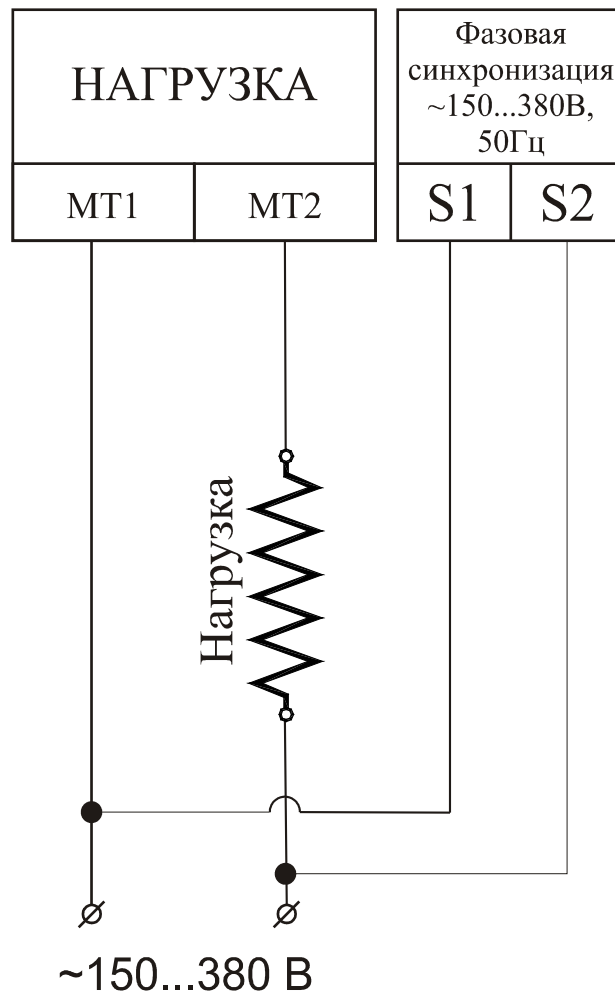 НАГРУЗКА
МТ1
МТ2
Фазовая
синхронизация
~150...380В,
50Гц
S1
S2
Нагрузка
~150...380 В